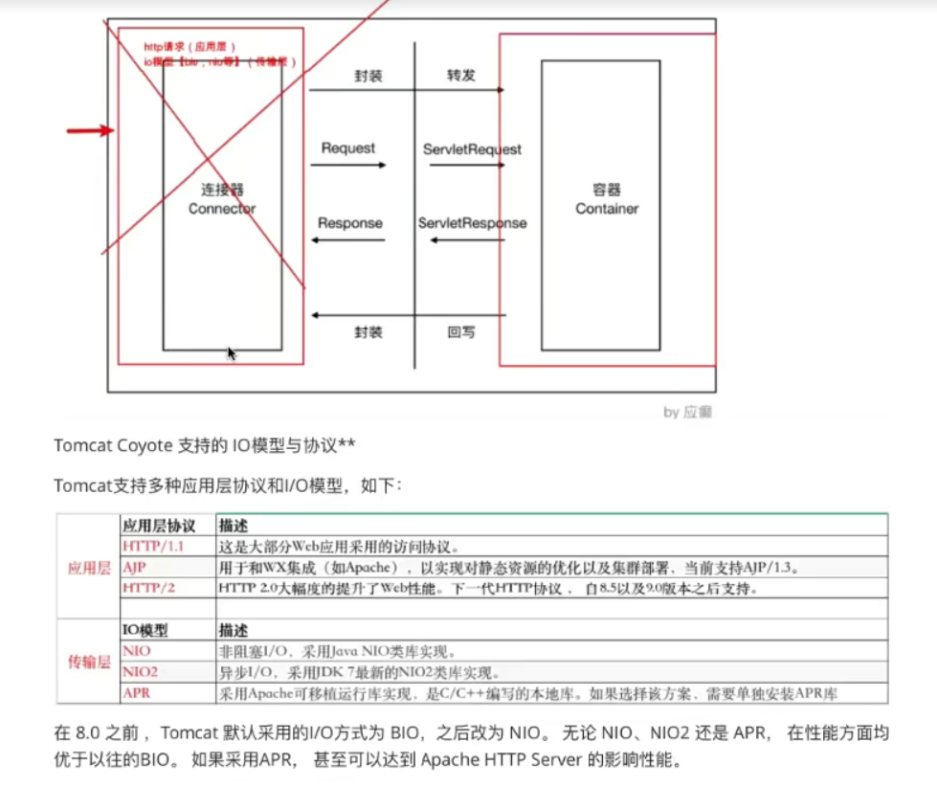 http请求 ( 应用层 )
io模型【bio , nio等】( 传输层 )
封装 转发
Request ServletRequest
连接器 容器
Connector Container
Response ServletResponse
封装 回写
by 应癫
Tomcat Coyote 支持的 IO模型与协议**
Tomcat支持多种应用层协议和I/O模型，如下：
应用层协议 描述
HTTP/1.1 这是大部分Web应用采用的访问协议。
应用层 AJP 用于和WX集成（如Apache），以实现对静态资源的优化以及集群部署，当前支持AJP/1.3。
HTTP/2 HTTP 2.0大幅度的提升了Web性能。下一代HTTP协议， 自8.5以及9.0版本之后支持。
IO模型 描述
NIO 非阻塞I/O，采用Java NIO类库实现。
传输层 NIO2 异步I/O，采用JDK 7最新的NIO2类库实现。
APR 采用Apache可移植运行库实现，是C/C++编写的本地库。如果选择该方案，需要单独安装APR库
在 8.0 之前 ，Tomcat 默认采用的I/O方式为 BIO，之后改为 NIO。 无论 NIO、NIO2 还是 APR， 在性能方面均
优于以往的BIO。 如果采用APR， 甚至可以达到 Apache HTTP Server 的影响性能。